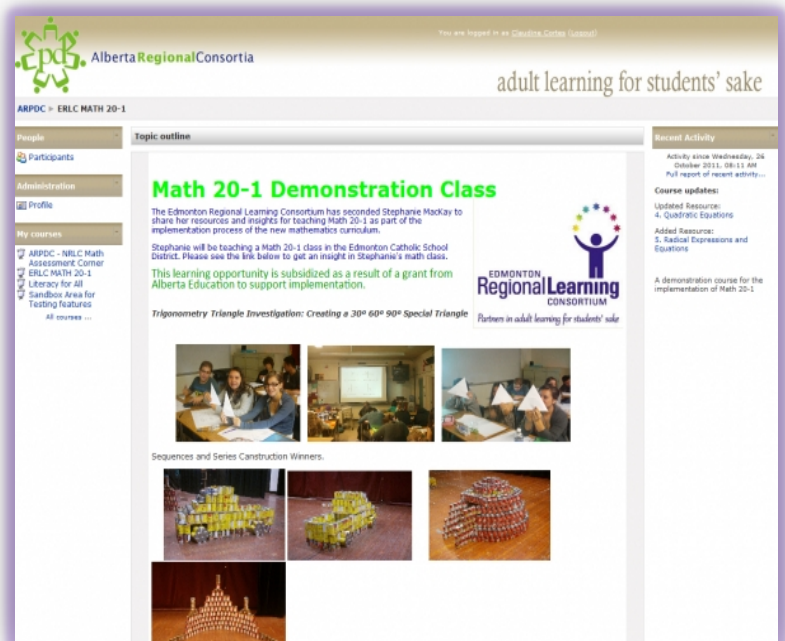 You are logged in as Claudine Cortes (Logout)
pd
AlbertaRegionalConsortia
adult learning for students' sake
ARPDC ► ERLC MATH 20-1
People
Participants
Administration
Profile
My courses
ARPDC - NRLC Math
Assessment Corner
ERLC MATH 20-1
Literacy for All
Sandbox Area for
Testing features
All courses ...
Topic outline
Math 20-1 Demonstration Class
The Edmonton Regional Learning Consortium has seconded Stephanie MacKay to
share her resources and insights for teaching Math 20-1 as part of the
implementation process of the new mathematics curriculum.
Stephanie will be teaching a Math 20-1 class in the Edmonton Catholic School
District. Please see the link below to get an insight in Stephanie's math class.
This learning opportunity is subsidized as a result of a grant from
Alberta Education to support implementation.
Trigonometry Triangle Investigation: Creating a 30º 60º 90º Special Triangle
EDMONTON
Regional Learning
CONSORTIUM
Partners in adult learning for students' sake
Sequences and Series Canstruction Winners.
Recent Activity
Activity since Wednesday, 26
October 2011, 08:11 AM
Full report of recent activity...
Course updates:
Updated Resource:
4. Quadratic Equations
Added Resource:
5. Radical Expressions and
Equations
A demonstration course for the
implementation of Math 20-1